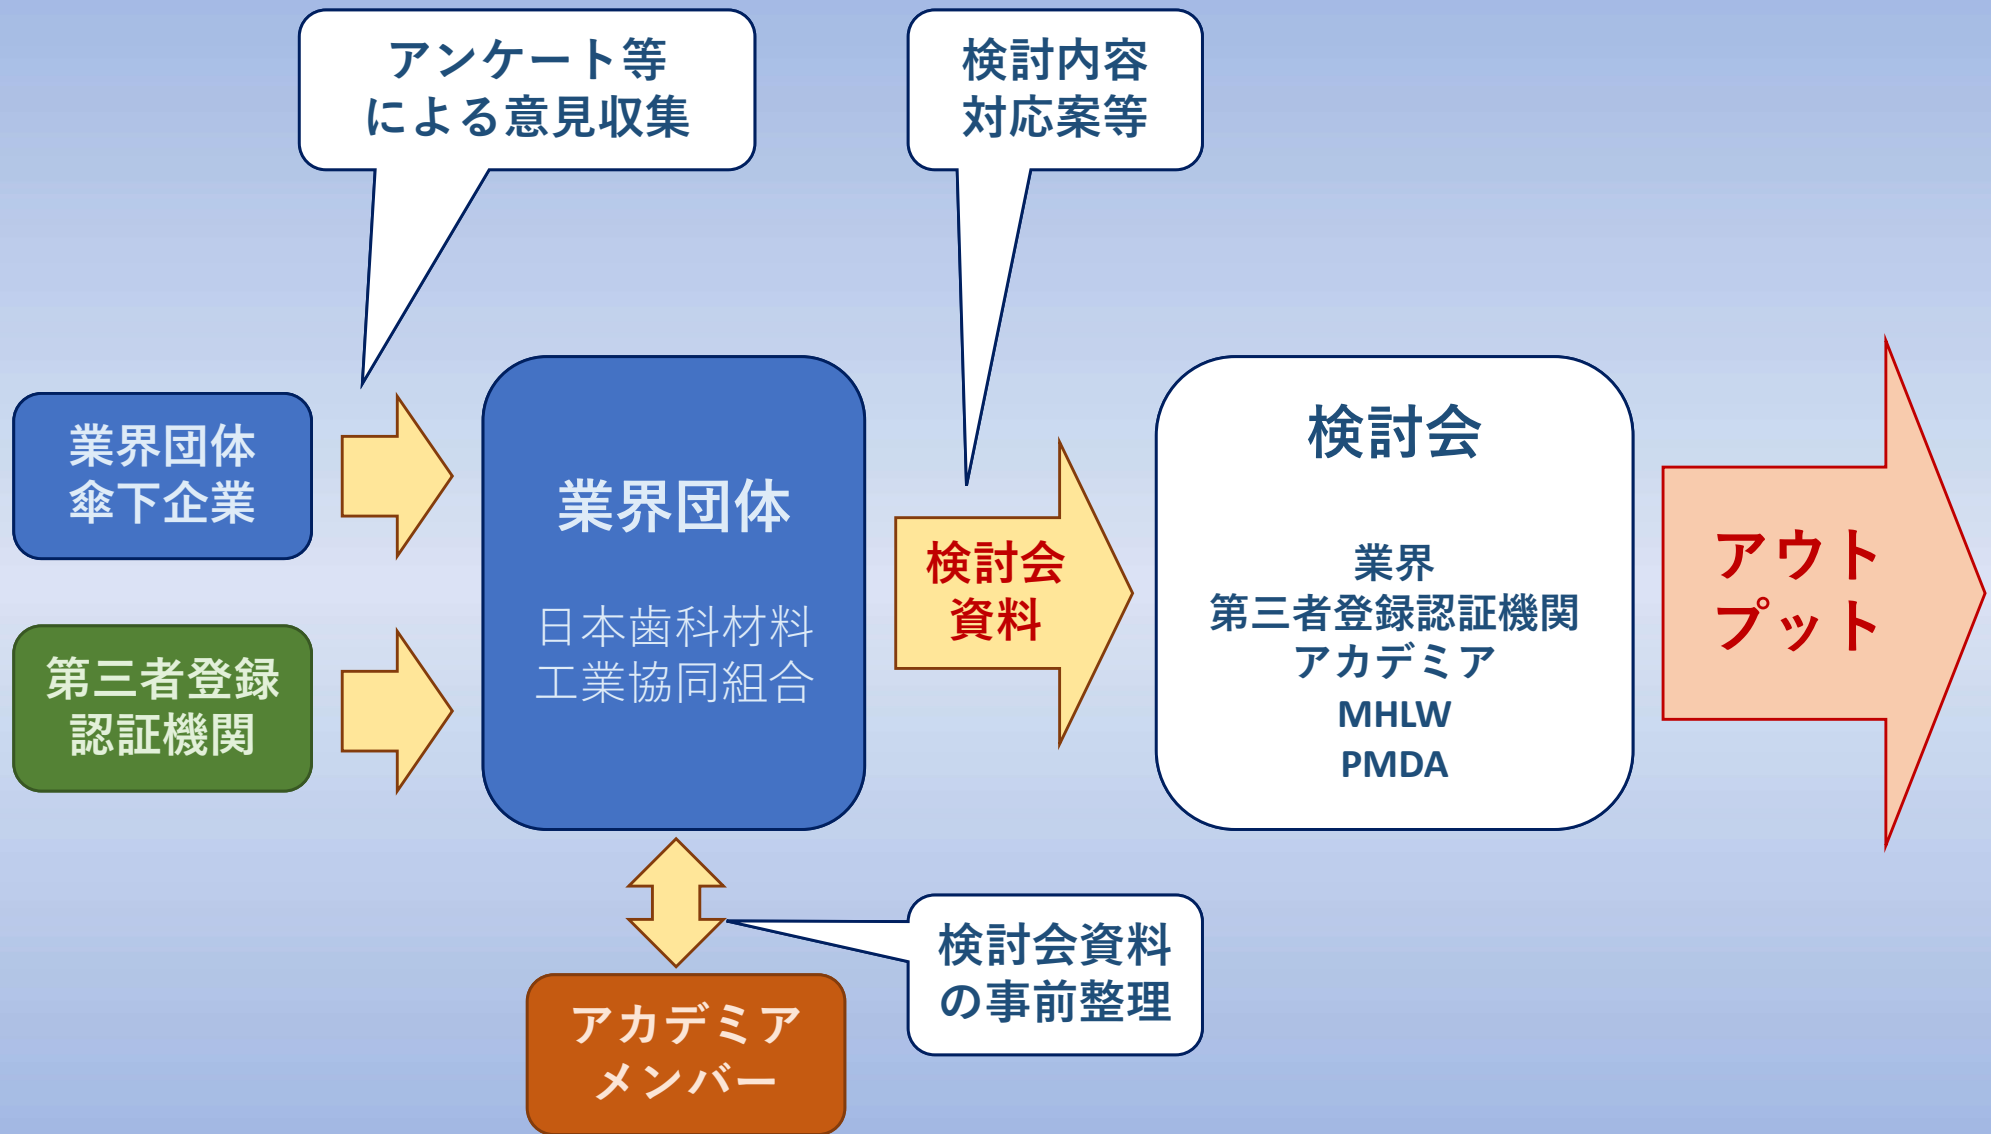 アンケート等
による意見収集
検討内容
対応案等
業界団体
傘下企業
第三者登録
認証機関
業界団体
日本歯科材料
工業協同組合
検討会
資料
検討会
業界
第三者登録認証機関
アカデミア
MHLW
PMDA
アウト
プット
検討会資料
の事前整理
アカデミア
メンバー